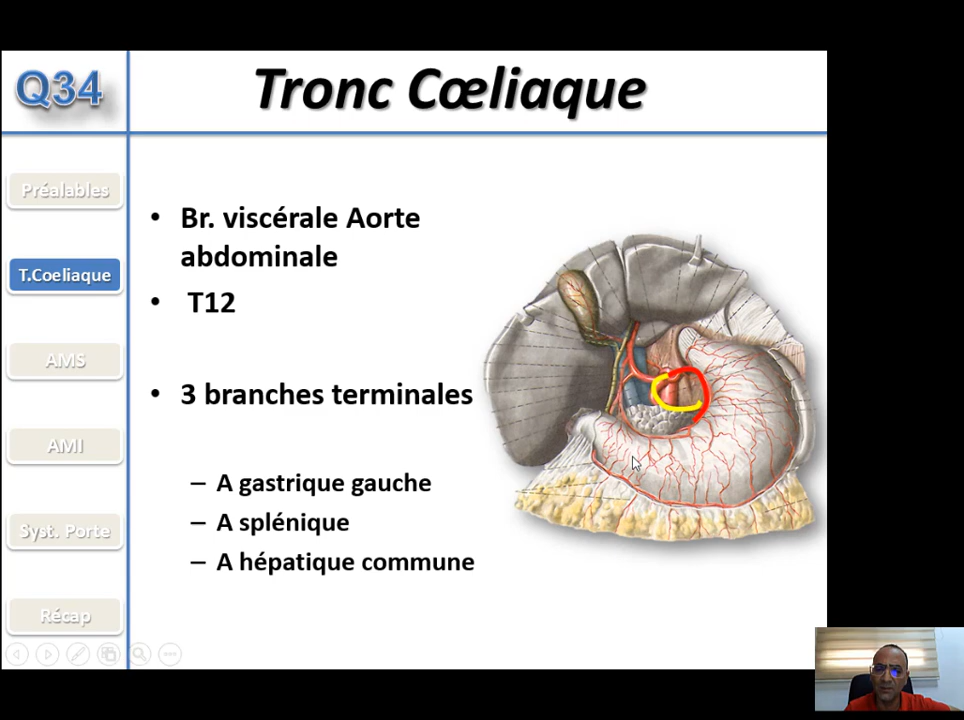 Q34
Tronc Cœliaque
Préalables
T.Coeliaque
AMS
AMI
Syst. Porte
Récap
• Br. viscérale Aorte
abdominale
• T12
• 3 branches terminales
– A gastrique gauche
– A splénique
– A hépatique commune